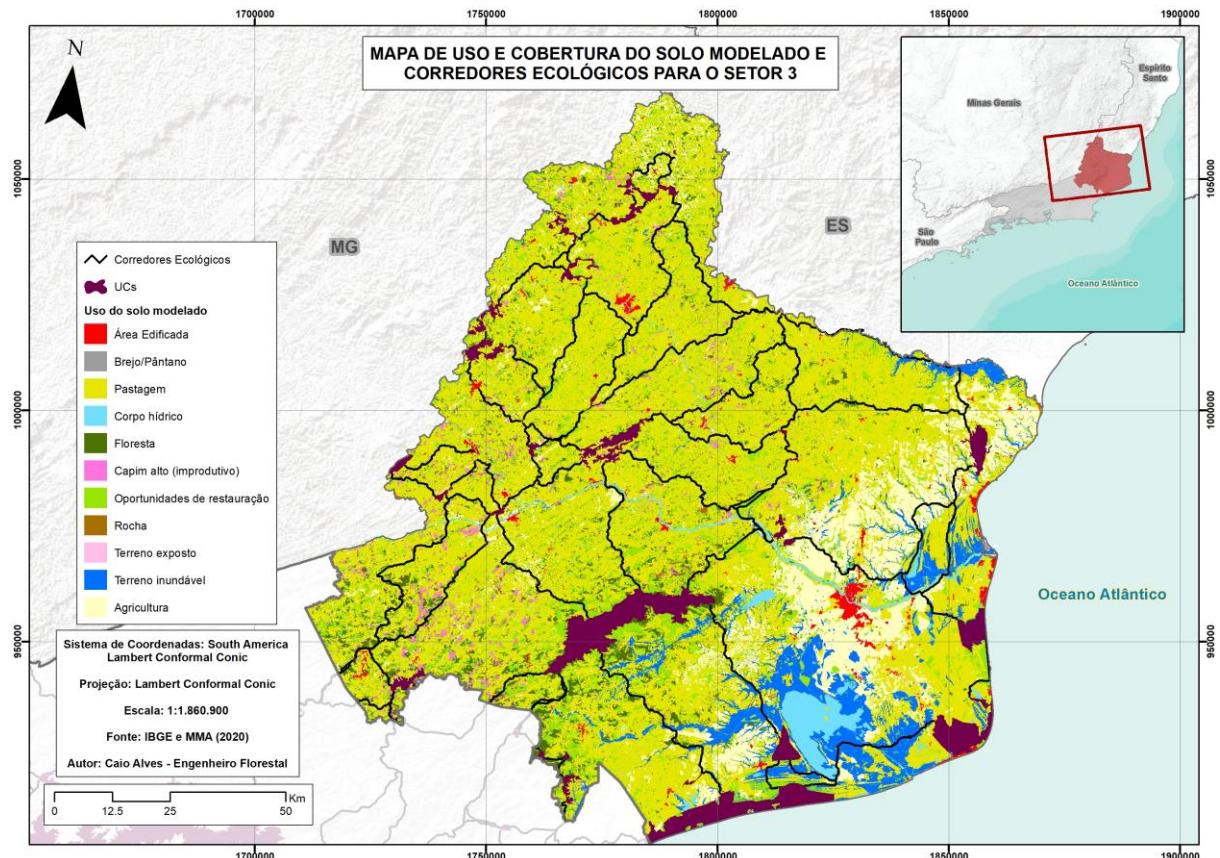 1700000
1750000
1800000
1850000
1900000
N
MAPA DE USO E COBERTURA DO SOLO MODELADO E
CORREDORES ECOLÓGICOS PARA O SETOR 3
Espírito
Santo
Minas Gerais
São
Paulo
Oceano Atlântico
1050000
1050000
MG
ES
Corredores Ecológicos
UCs
Uso do solo modelado
Área Edificada
Brejo/Pântano
Pastagem
Corpo hídrico
Floresta
Capim alto (improdutivo)
Oportunidades de restauração
Rocha
Terreno exposto
Terreno inundável
Agricultura
1000000
1000000
Oceano Atlântico
950000
950000
Sistema de Coordenadas: South America
Lambert Conformal Conic
Projeção: Lambert Conformal Conic
Escala: 1:1.860.900
Fonte: IBGE e MMA (2020)
Autor: Caio Alves - Engenheiro Florestal
Km
0 12.5 25 50
1700000
1750000
1800000
1850000
1900000